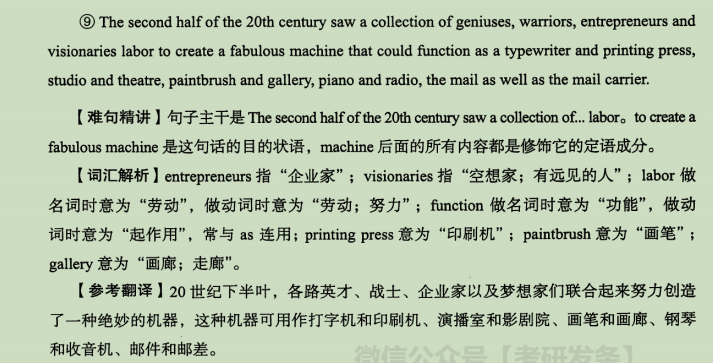 ⑨ The second half of the 20th century saw a collection of geniuses, warriors, entrepreneurs and
visionaries labor to create a fabulous machine that could function as a typewriter and printing press,
studio and theatre, paintbrush and gallery, piano and radio, the mail as well as the mail carrier.
【难句精讲】句子主干是 The second half of the 20th century saw a collection of... labor。to create a
fabulous machine 是这句话的目的状语，machine 后面的所有内容都是修饰它的定语成分。
【词汇解析】entrepreneurs 指“企业家”；visionaries 指“空想家；有远见的人”；labor 做
名词时意为“劳动”，做动词时意为“劳动；努力”；function 做名词时意为“功能”，做动
词时意为“起作用”，常与 as 连用；printing press 意为“印刷机”；paintbrush 意为“画笔”；
gallery 意为“画廊；走廊”。
【参考翻译】20 世纪下半叶，各路英才、战士、企业家以及梦想家们联合起来努力创造
了一种绝妙的机器，这种机器可用作打字机和印刷机、演播室和影剧院、画笔和画廊、钢琴
和收音机、邮件和邮差。
微信公众号【考研发条】